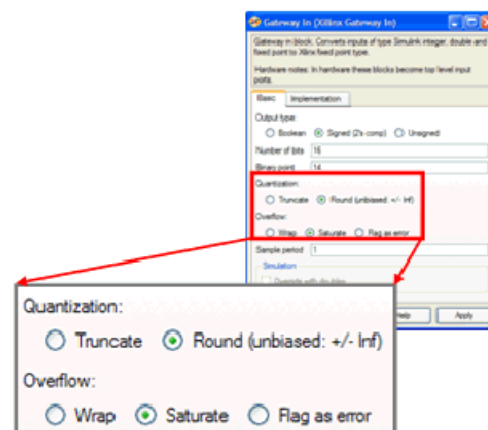 Gateway In (Xilinx Gateway In)
Gateway in block. Converts inputs of type Simulink integer, double and
fixed point to Xilinx fixed point type.
Hardware notes: In hardware these blocks become top level input
ports.
Basic Implementation
Output type:
Boolean Signed (2's comp) Unsigned
Number of bits 16
Binary point 14
Quantization:
Truncate Round (unbiased: +/- Inf)
Overflow:
Wrap Saturate Flag as error
Sample period 1
Simulation
Override with doubles
Help Apply
Quantization:
Truncate Round (unbiased: +/- Inf)
Overflow:
Wrap Saturate Flag as error